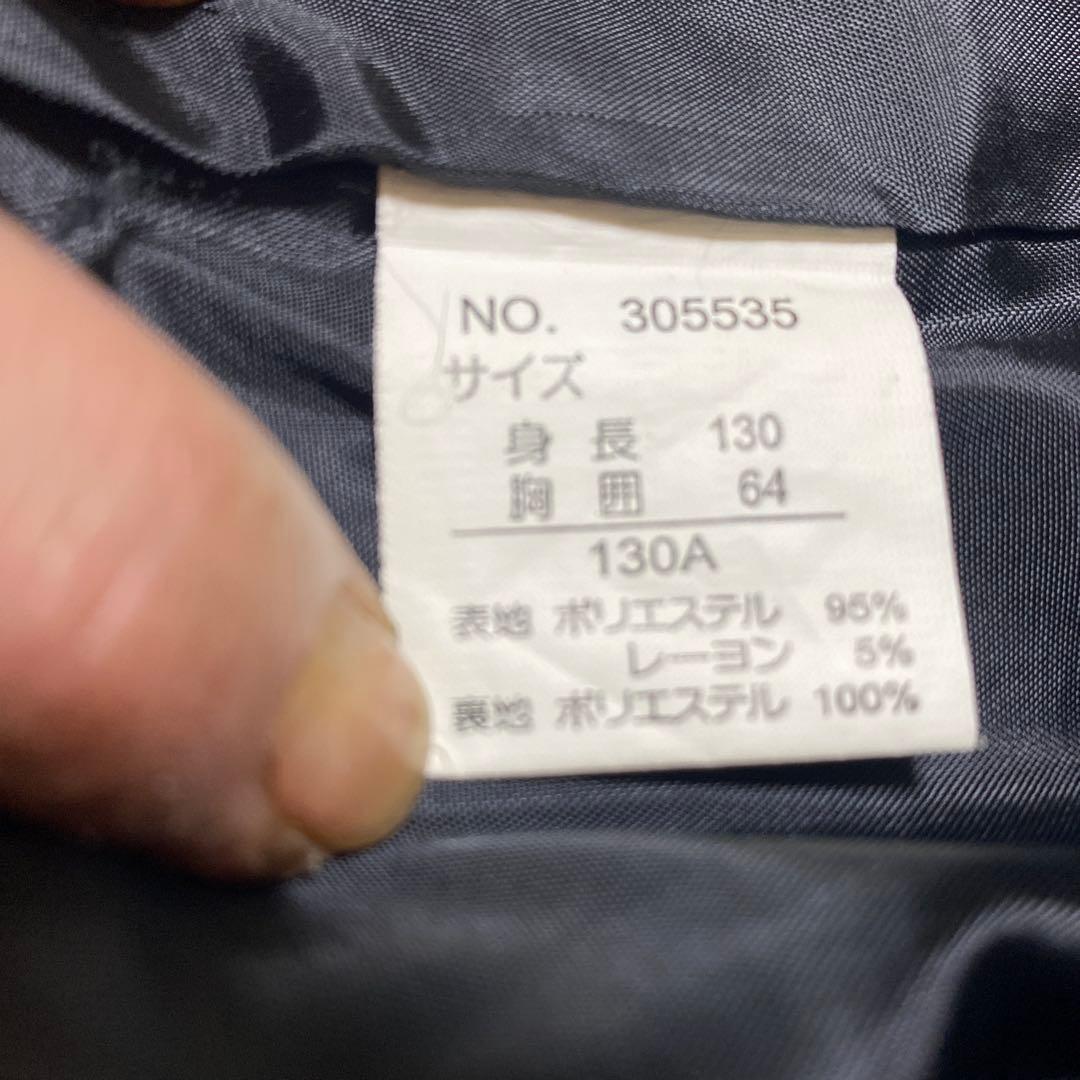 NO. 305535
サイズ
身 長 130
胸 囲 64
130A
表地 ポリエステル 95%
レーヨン 5%
裏地 ポリエステル 100%